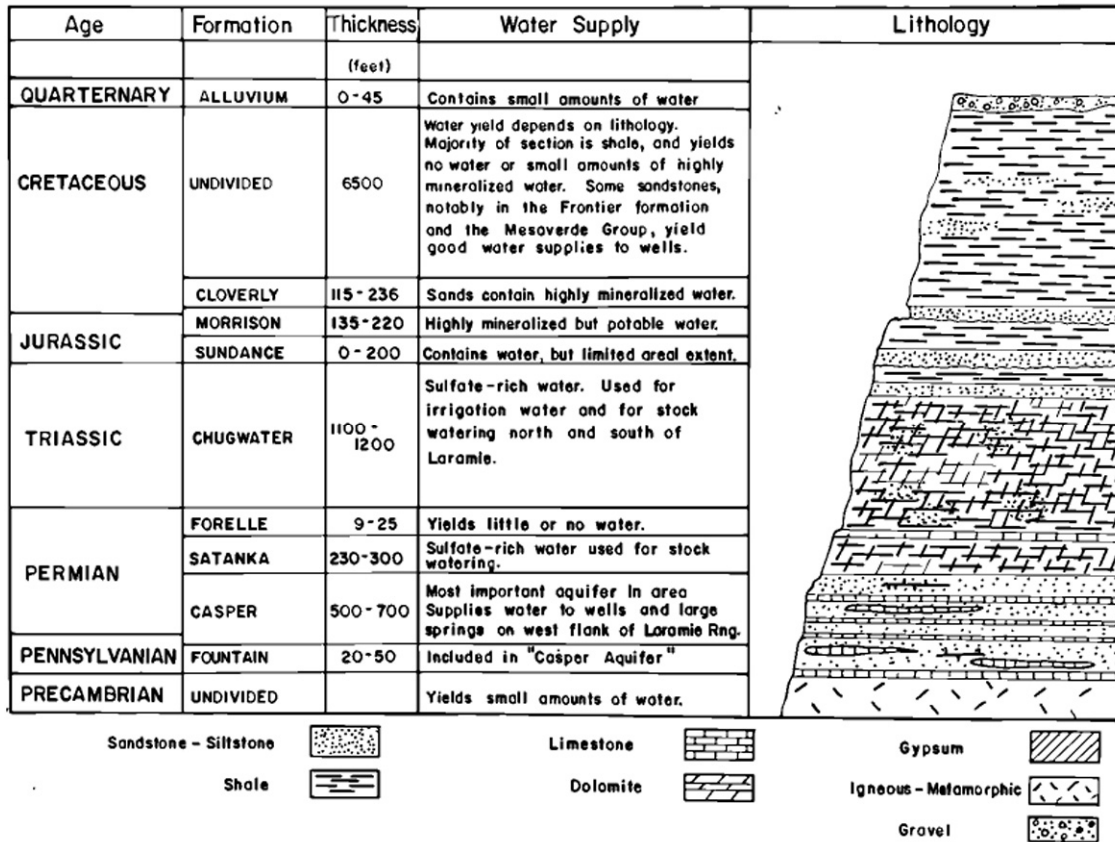 Age Formation Thickness Water Supply Lithology
(feet)
QUARTERNARY ALLUVIUM 0-45 Contains small amounts of water
CRETACEOUS UNDIVIDED 6500 Water yield depends on lithology.
Majority of section is shale, and yields
no water or small amounts of highly
mineralized water. Some sandstones,
notably in the Frontier formation
and the Mesaverde Group, yield
good water supplies to wells.
CLOVERLY 115-236 Sands contain highly mineralized water.
JURASSIC MORRISON 135-220 Highly mineralized but potable water.
SUNDANCE 0-200 Contains water, but limited areal extent.
TRIASSIC CHUGWATER 1100-
1200 Sulfate-rich water. Used for
irrigation water and for stock
watering north and south of
Laramie.
PERMIAN FORELLE 9-25 Yields little or no water.
SATANKA 230-300 Sulfate-rich water used for stock
watering.
CASPER 500-700 Most important aquifer In area
Supplies water to wells and large
springs on west flank of Laramie Rng.
PENNSYLVANIAN FOUNTAIN 20-50 Included in "Casper Aquifer"
PRECAMBRIAN UNDIVIDED Yields small amounts of water.
Sandstone-Siltstone Limestone Gypsum
Shale Dolomite Igneous-Metamorphic
Gravel